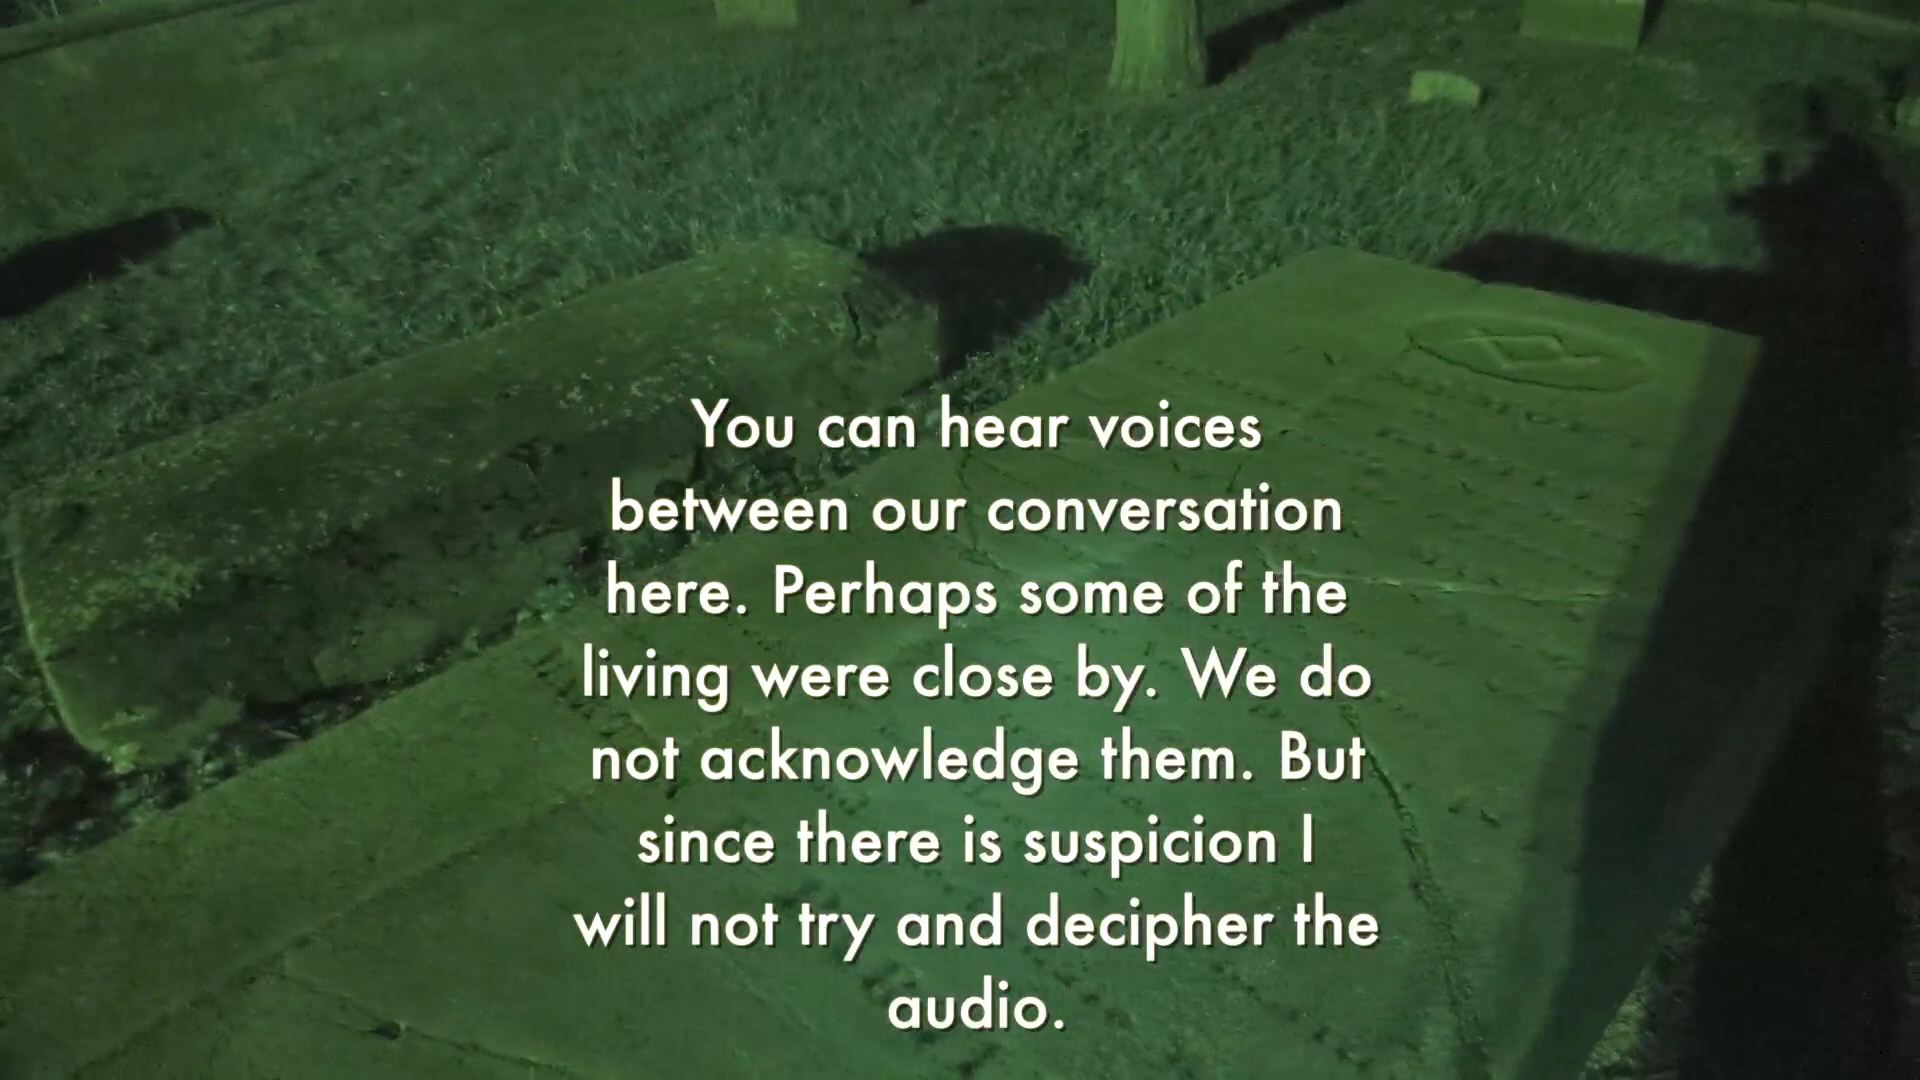 You can hear voices
between our conversation
here. Perhaps some of the
living were close by. We do
not acknowledge them. But
since there is suspicion I
will not try and decipher the
audio.